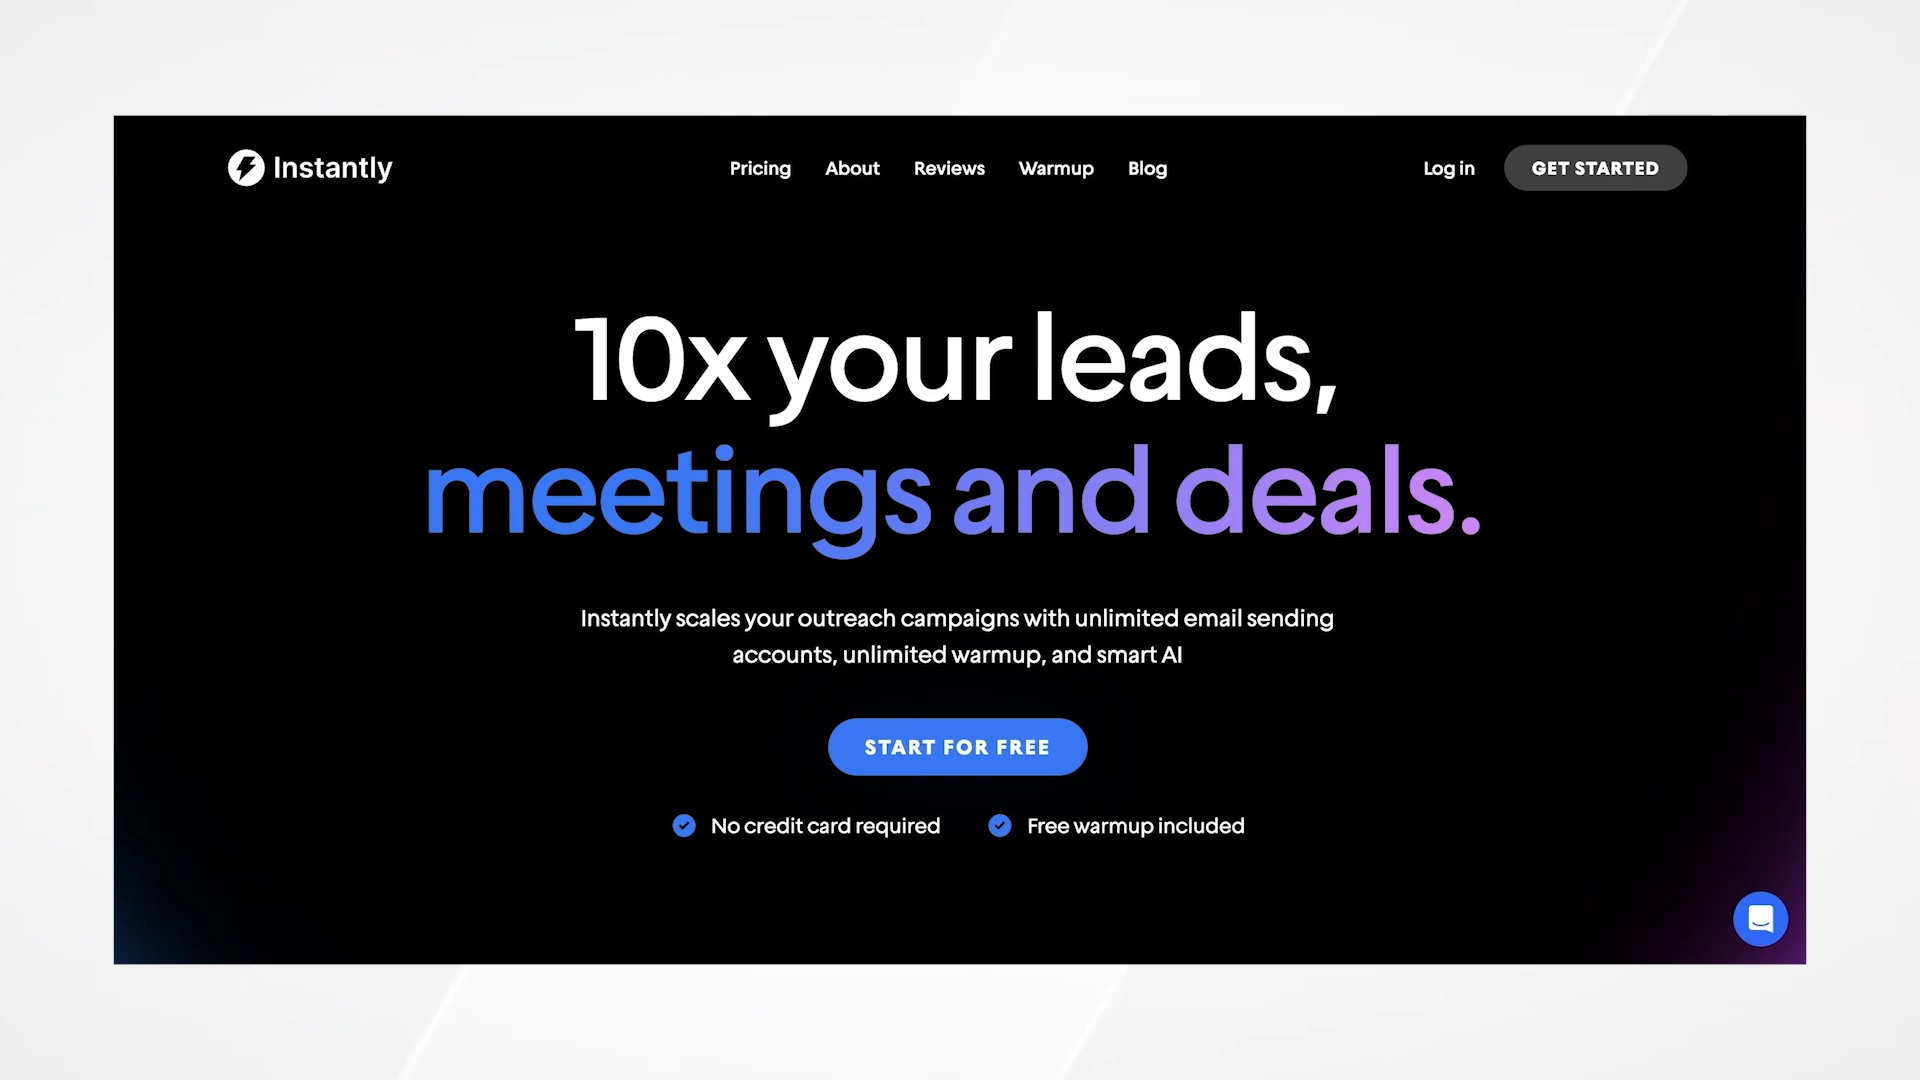 Instantly
Pricing About Reviews Warmup Blog
Log in GET STARTED
10x your leads,
meetings and deals.
Instantly scales your outreach campaigns with unlimited email sending
accounts, unlimited warmup, and smart AI
START FOR FREE
No credit card required Free warmup included